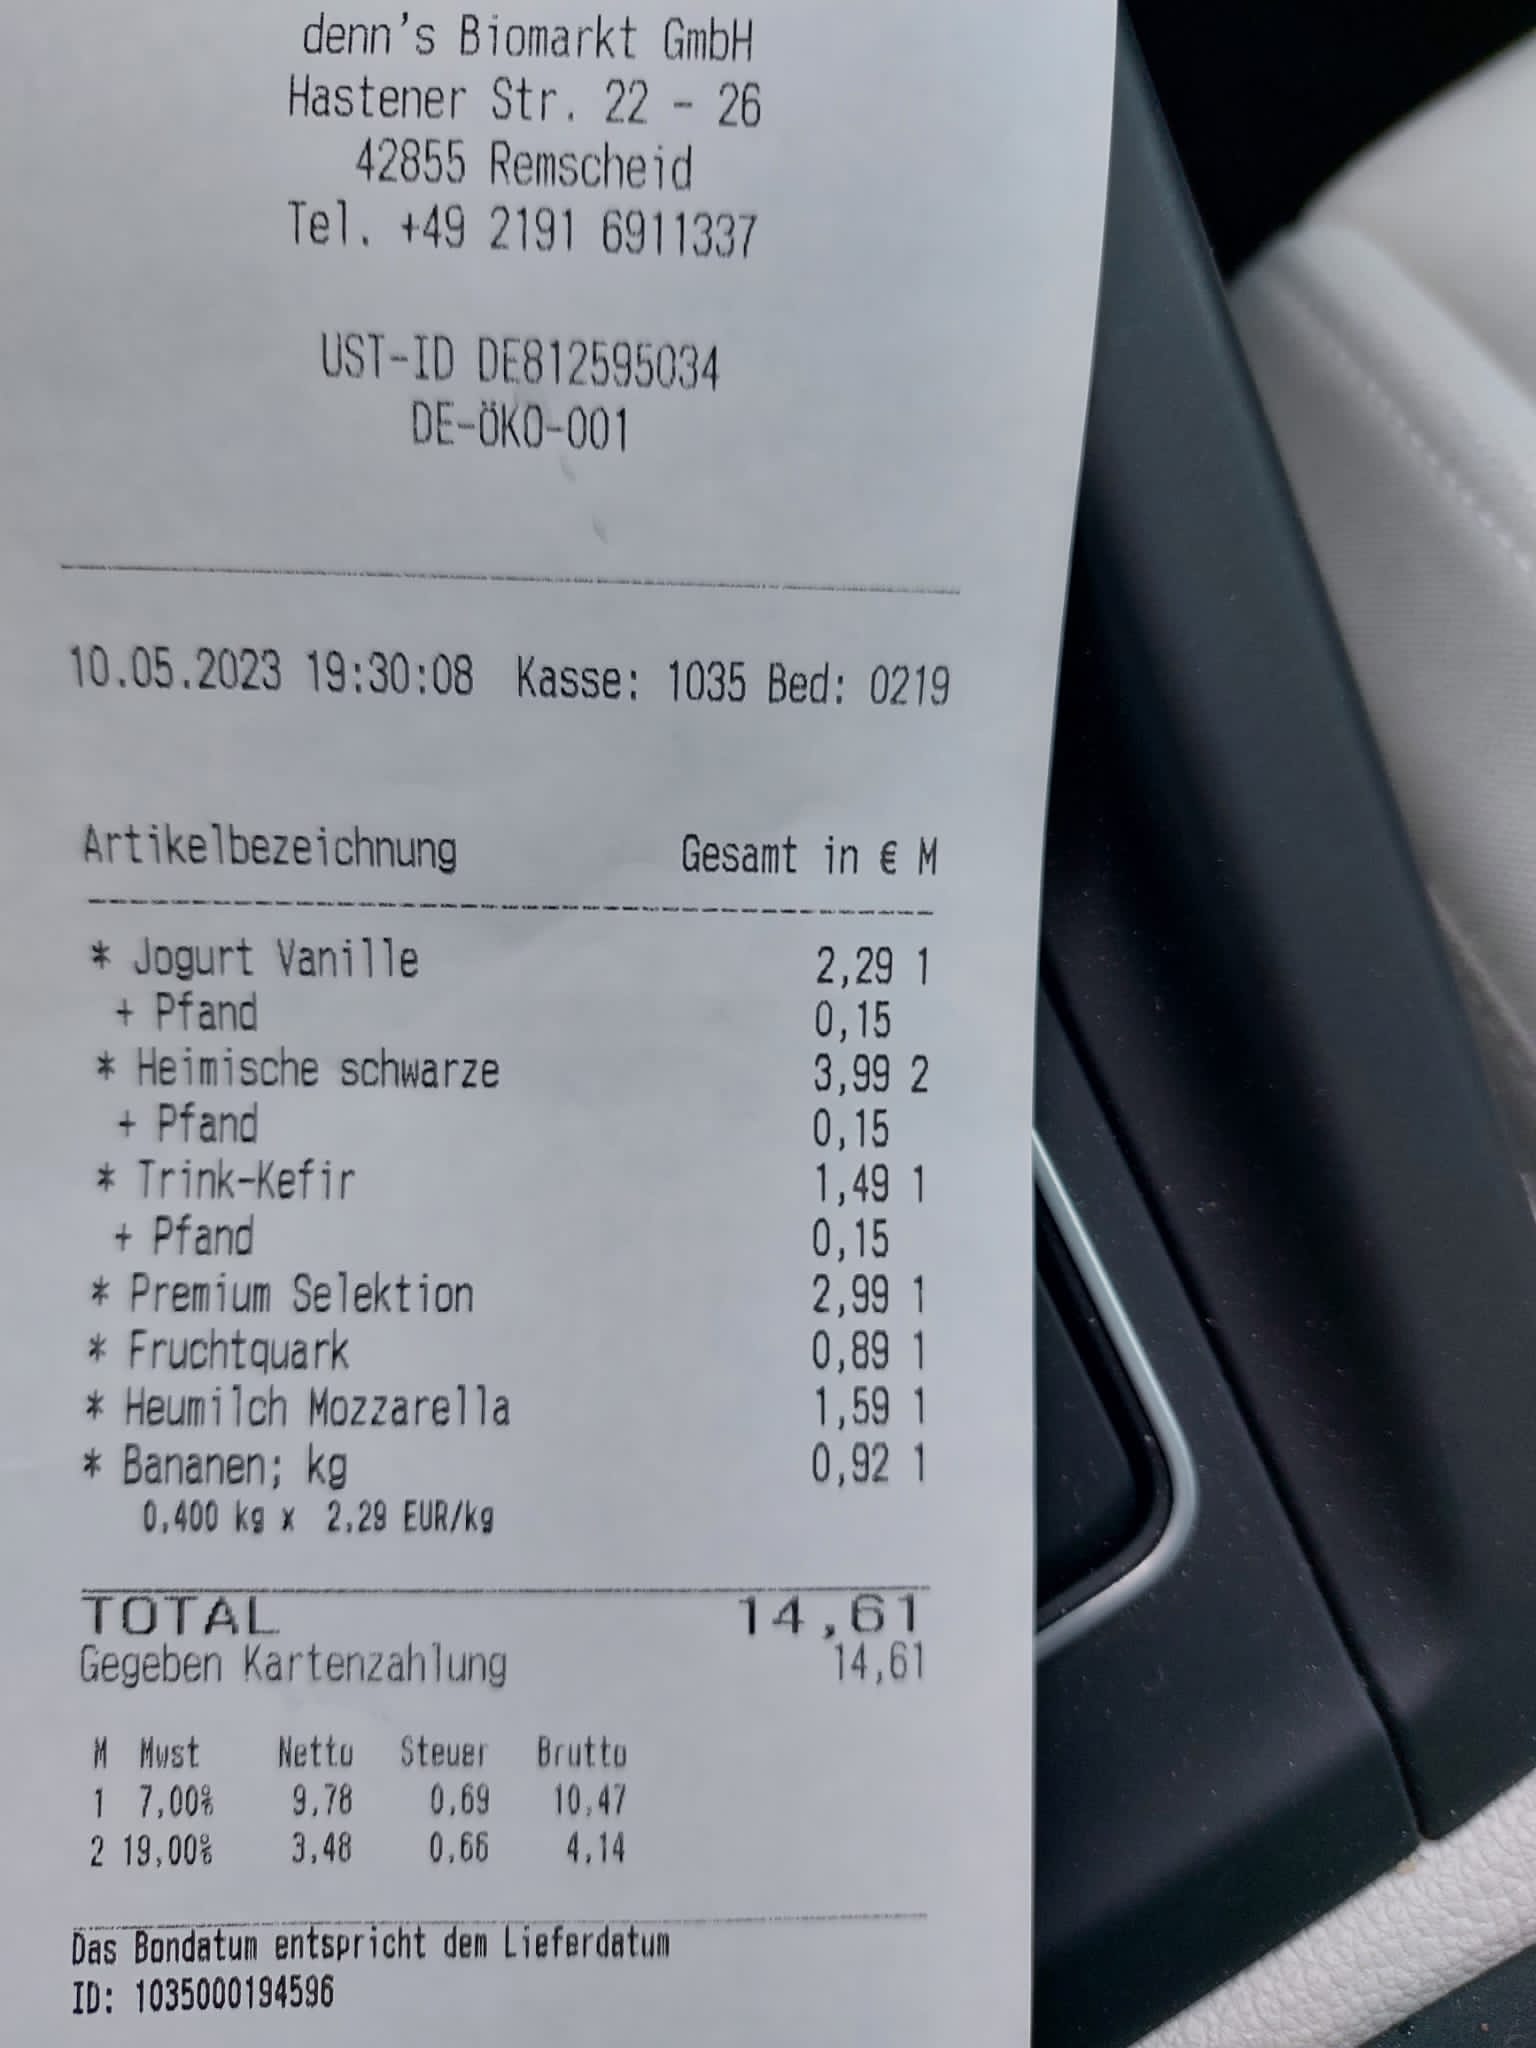 denn's Biomarkt GmbH
Hastener Str. 22 - 26
42855 Remscheid
Tel. +49 2191 6911337
UST-ID DE812595034
DE-ÖKO-001
10.05.2023 19:30:08 Kasse: 1035 Bed: 0219
Artikelbezeichnung Gesamt in € M
* Jogurt Vanille 2,29 1
+ Pfand 0,15
* Heimische schwarze 3,99 2
+ Pfand 0,15
* Trink-Kefir 1,49 1
+ Pfand 0,15
* Premium Selektion 2,99 1
* Fruchtquark 0,89 1
* Heumilch Mozzarella 1,59 1
* Bananen; kg 0,92 1
0,400 kg x 2,29 EUR/kg
TOTAL 14,61
Gegeben Kartenzahlung 14,61
M Mwst Netto Steuer Brutto
1 7,00% 9,78 0,69 10,47
2 19,00% 3,48 0,66 4,14
Das Bondatum entspricht dem Lieferdatum
ID: 1035000194596